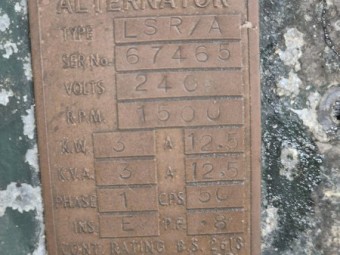 ALTERNATOR
TYPE LSR/A
SER No. 67465
VOLTS 240
R.P.M. 1500
K.W. 3 A 12.5
K.V.A. 3 A 12.5
PHASE 1 CPS 50
INS E P.F. .8
CONT RATING B.S. 2613